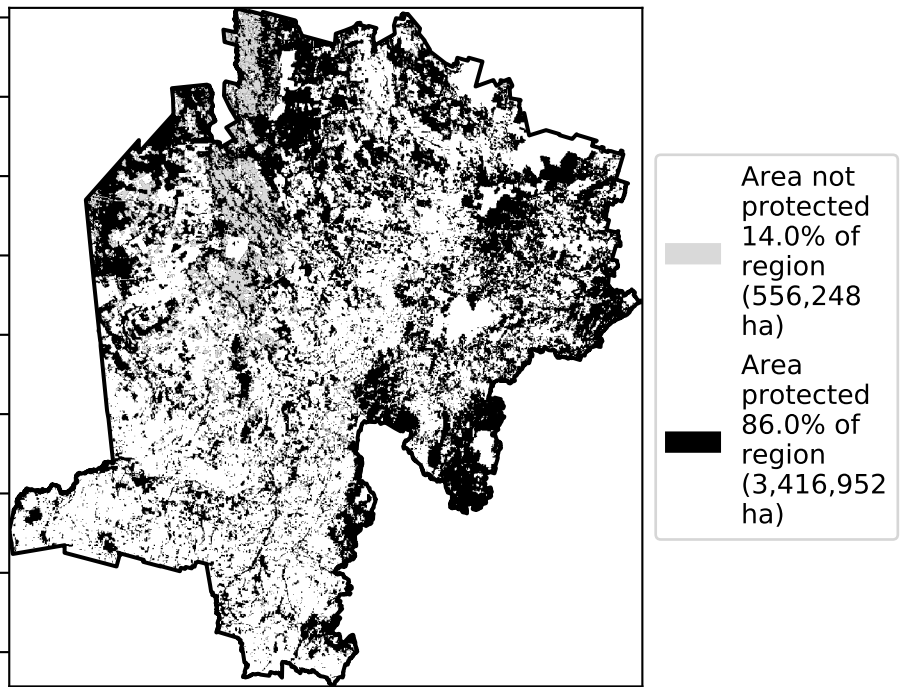 Area not
protected
14.0% of
region
(556,248
ha)
Area
protected
86.0% of
region
(3,416,952
ha)